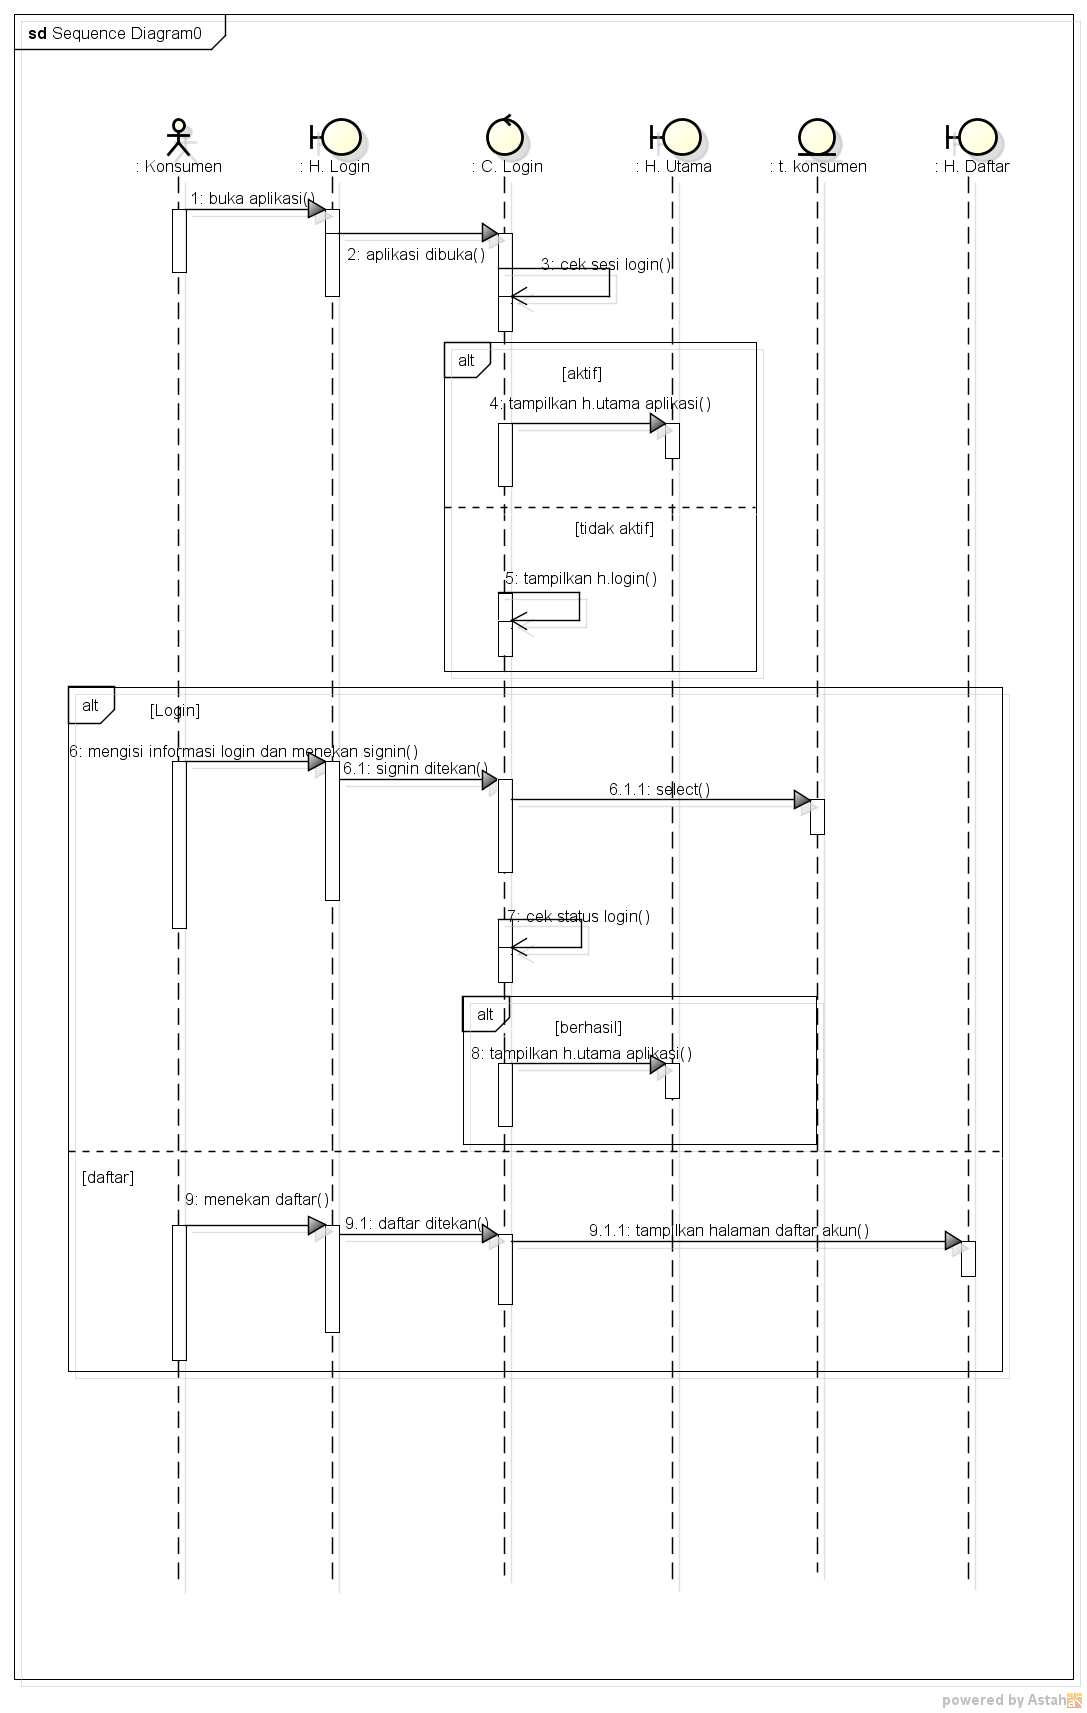 sd Sequence Diagram0
: Konsumen
: H. Login
: C. Login
: H. Utama
: t. konsumen
: H. Daftar
1: buka aplikasi()
2: aplikasi dibuka()
3: cek sesi login()
alt
[aktif]
4: tampilkan h.utama aplikasi()
[tidak aktif]
5: tampilkan h.login()
alt
[Login]
6: mengisi informasi login dan menekan signin()
6.1: signin ditekan()
6.1.1: select()
7: cek status login()
alt
[berhasil]
8: tampilkan h.utama aplikasi()
[daftar]
9: menekan daftar()
9.1: daftar ditekan()
9.1.1: tampilkan halaman daftar akun()
powered by Astah